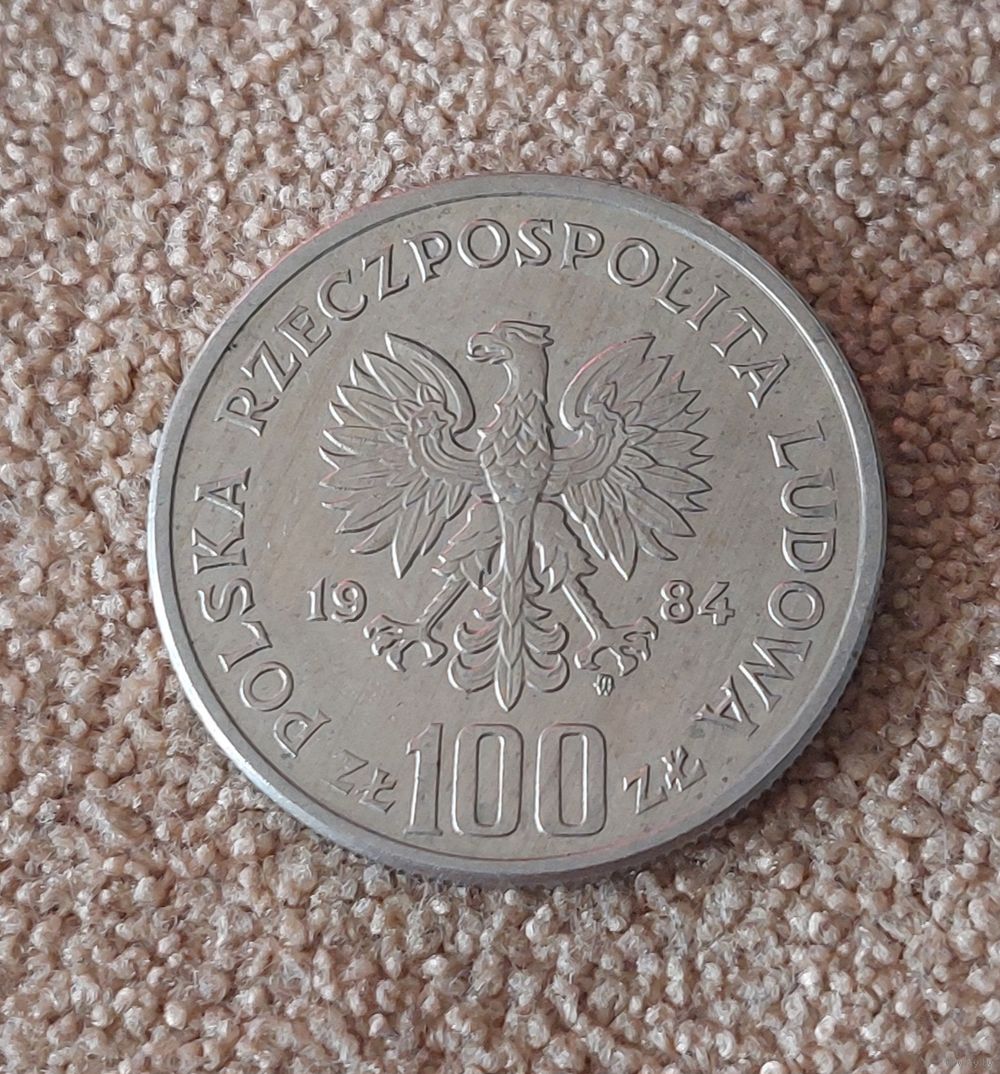 POLSKA RZECZPOSPOLITA LUDOWA
19 84
ZŁ 100 ZŁ